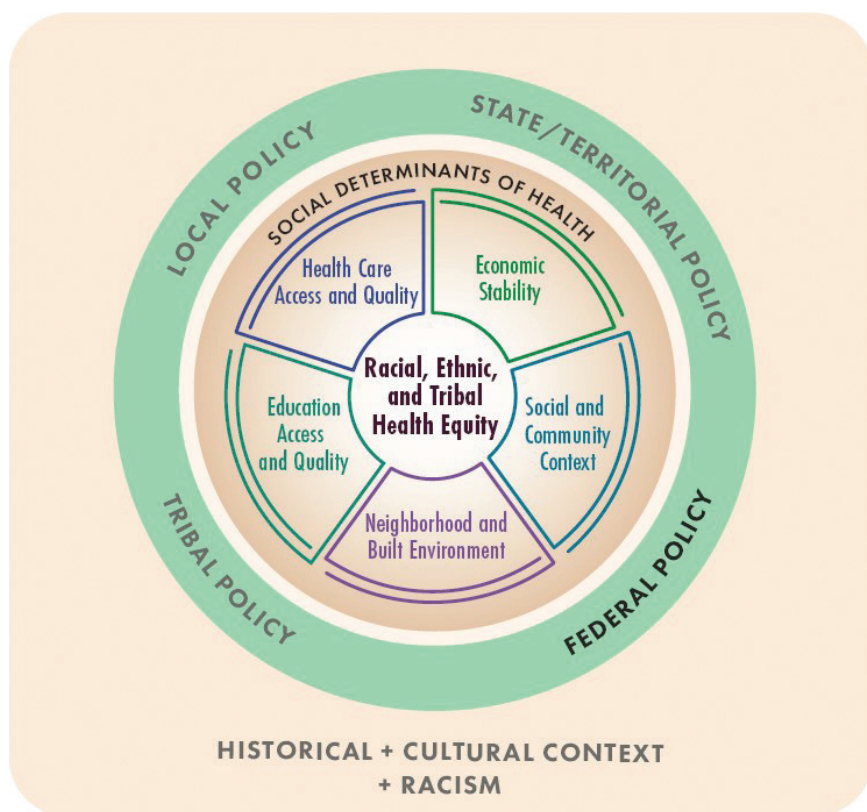 LOCAL POLICY
STATE/TERRITORIAL POLICY
SOCIAL DETERMINANTS OF HEALTH
Health Care
Access and Quality
Economic
Stability
Racial, Ethnic,
and Tribal
Health Equity
Education
Access
and Quality
Social and
Community
Context
Neighborhood and
Built Environment
TRIBAL POLICY
FEDERAL POLICY
HISTORICAL + CULTURAL CONTEXT
+ RACISM